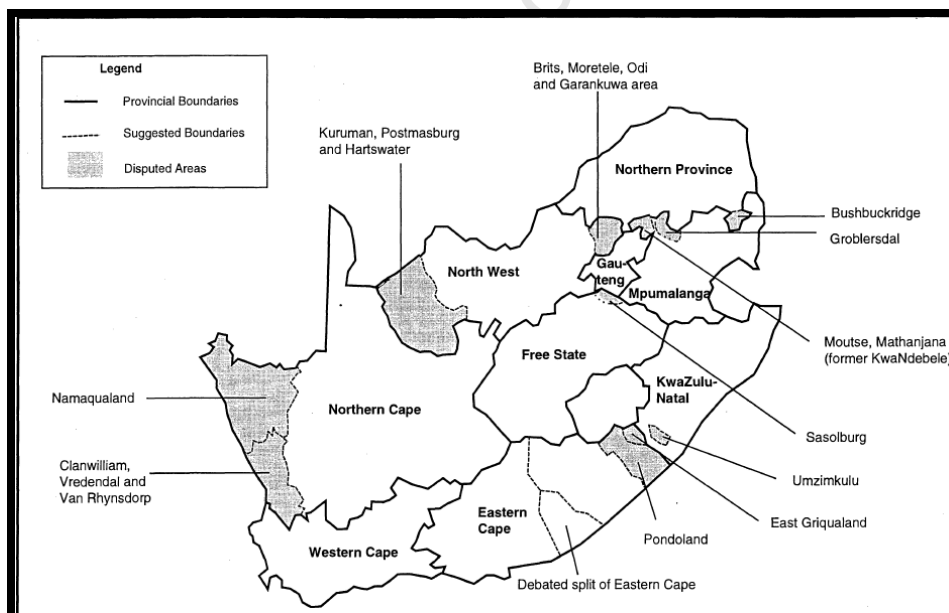 Legend
Provincial Boundaries
Suggested Boundaries
Disputed Areas
Brits, Moretele, Odi
and Garankuwa area
Kuruman, Postmasburg
and Hartswater
Northern Province
Bushbuckridge
Groblersdal
North West
Gau-
teng
Mpumalanga
Moutse, Mathanjana
(former KwaNdebele)
Free State
KwaZulu-
Natal
Namaqualand
Northern Cape
Sasolburg
Clanwilliam,
Vredendal and
Van Rhynsdorp
Umzimkulu
East Griqualand
Eastern
Cape
Pondoland
Western Cape
Debated split of Eastern Cape